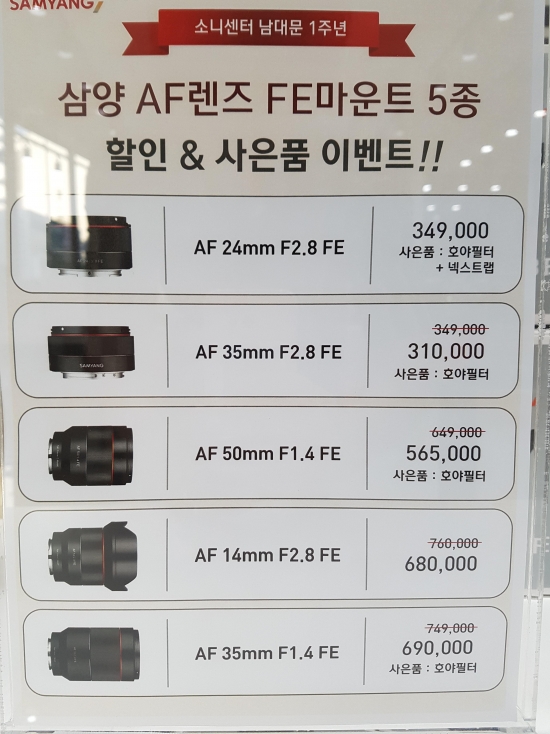 SAMYANG
소니센터 남대문 1주년
삼양 AF렌즈 FE마운트 5종
할인 & 사은품 이벤트!!
AF 24mm F2.8 FE
349,000
사은품 : 호야필터
+ 넥스트랩
AF 35mm F2.8 FE
349,000
310,000
사은품 : 호야필터
SAMYANG
AF 50mm F1.4 FE
649,000
565,000
사은품 : 호야필터
AF 14mm F2.8 FE
760,000
680,000
AF 35mm F1.4 FE
749,000
690,000
사은품 : 호야필터